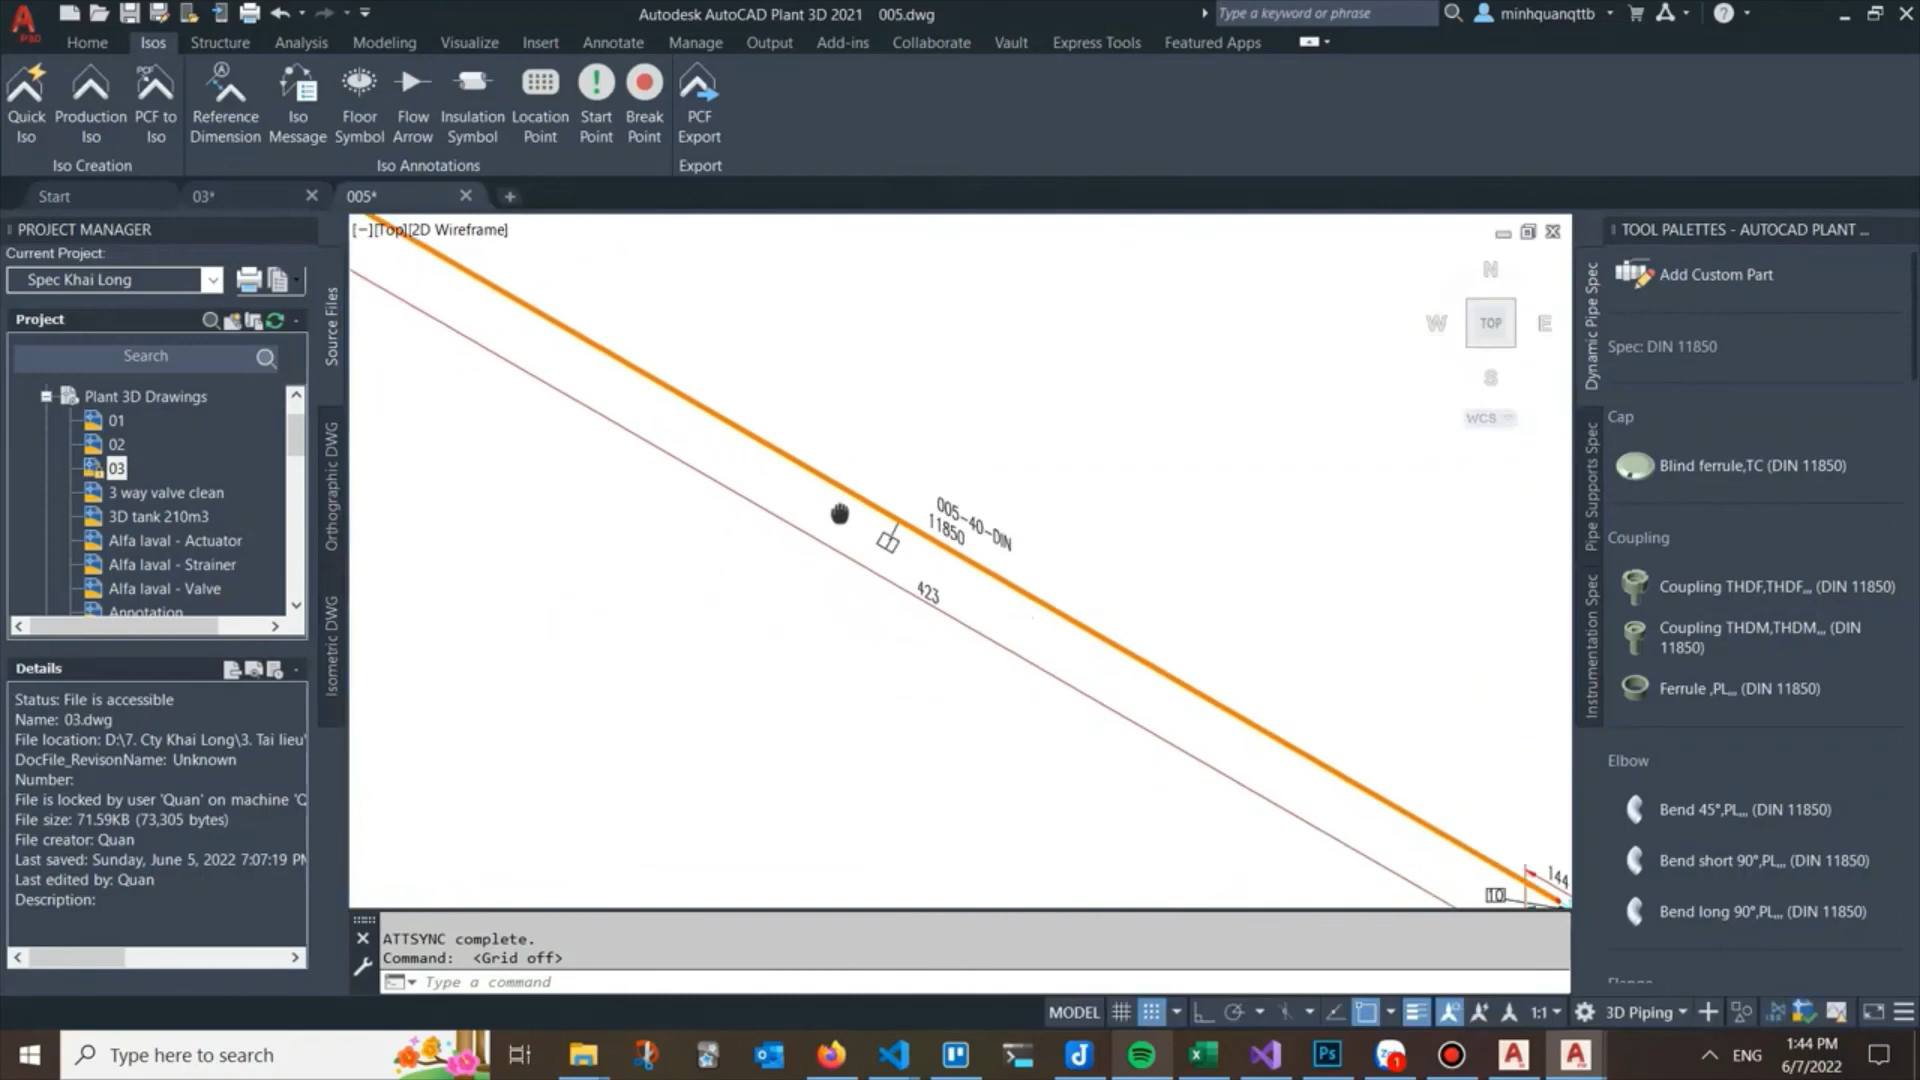 Autodesk AutoCAD Plant 3D 2021 005.dwg
Type a keyword or phrase
minhquanqttb
P3D
Home Isos Structure Analysis Modeling Visualize Insert Annotate Manage Output Add-ins Collaborate Vault Express Tools Featured Apps
Quick Iso
Production Iso
PCF to Iso
Reference Dimension
Iso Message
Floor Symbol
Flow Arrow
Insulation Symbol
Location Point
Start Point
Break Point
PCF Export
Iso Creation
Iso Annotations
Export
Start
03*
005*
PROJECT MANAGER
Current Project:
Spec Khai Long
Project
Search
Plant 3D Drawings
01
02
03
3 way valve clean
3D tank 210m3
Alfa laval - Actuator
Alfa laval - Strainer
Alfa laval - Valve
Annotation
Source Files
Orthographic DWG
Isometric DWG
Details
Status: File is accessible
Name: 03.dwg
File location: D:\7. Cty Khai Long\3. Tai lieu\
DocFile_RevisonName: Unknown
Number:
File is locked by user 'Quan' on machine 'Q
File size: 71.59KB (73,305 bytes)
File creator: Quan
Last saved: Sunday, June 5, 2022 7:07:19 PM
Last edited by: Quan
Description:
[−][Top][2D Wireframe]
N
W TOP E
S
WCS
005-40-DIN
11850
423
144
10
ATTSYNC complete.
Command: <Grid off>
Type a command
TOOL PALETTES - AUTOCAD PLANT ...
Dynamic Pipe Spec
Pipe Supports Spec
Instrumentation Spec
Add Custom Part
Spec: DIN 11850
Cap
Blind ferrule,TC (DIN 11850)
Coupling
Coupling THDF,THDF,,, (DIN 11850)
Coupling THDM,THDM,,, (DIN
11850)
Ferrule ,PL,,, (DIN 11850)
Elbow
Bend 45°,PL,,, (DIN 11850)
Bend short 90°,PL,,, (DIN 11850)
Bend long 90°,PL,,, (DIN 11850)
MODEL
1:1
3D Piping
Type here to search
ENG
1:44 PM
6/7/2022